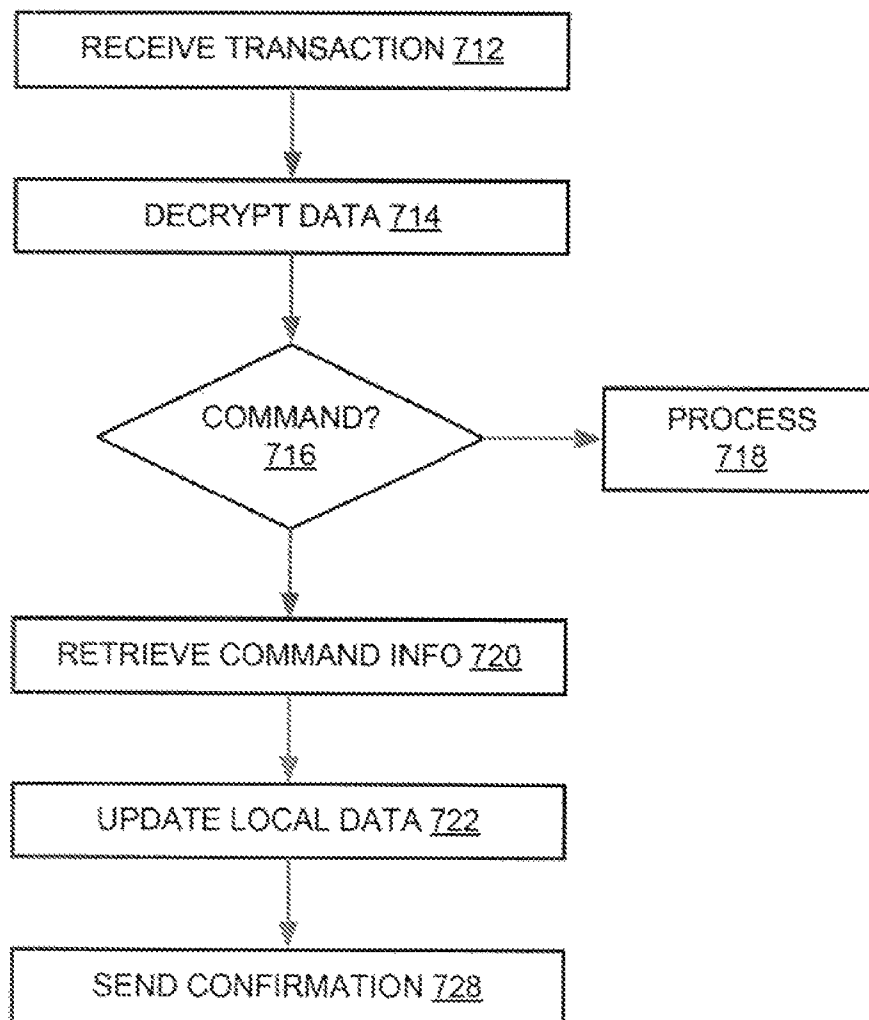 RECEIVE TRANSACTION 712
DECRYPT DATA 714
COMMAND?
716
PROCESS
718
RETRIEVE COMMAND INFO 720
UPDATE LOCAL DATA 722
SEND CONFIRMATION 728